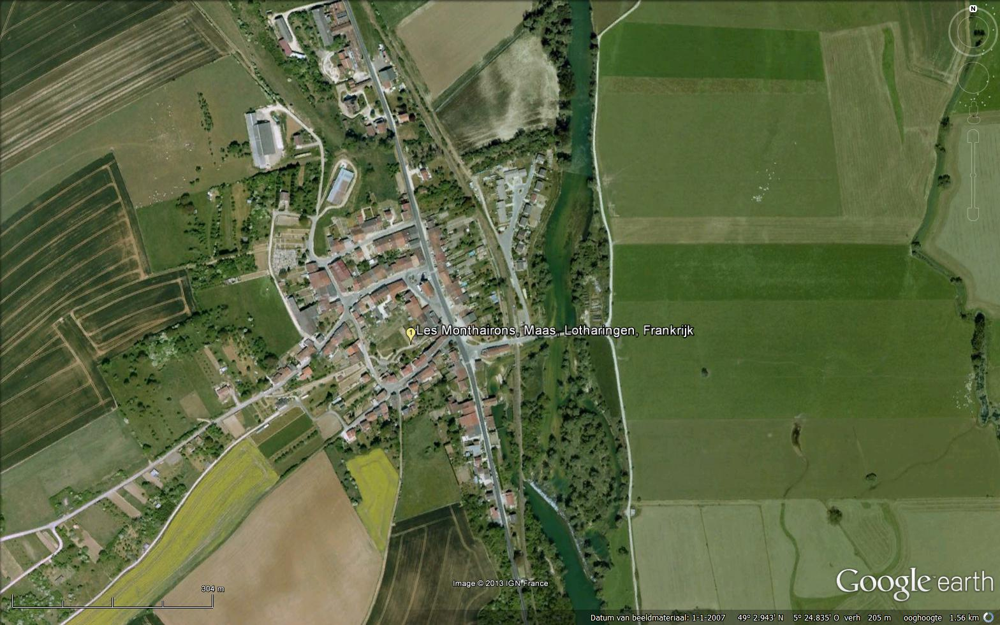 N
1 Les Monthairons, Maas, Lotharingen, Frankrijk
304 m
Image © 2013 IGN-France
Google earth
Datum van beeldmateriaal: 1-1-2007 49° 2.943' N 5° 24.835' O verh 205 m ooghoogte 1.56 km